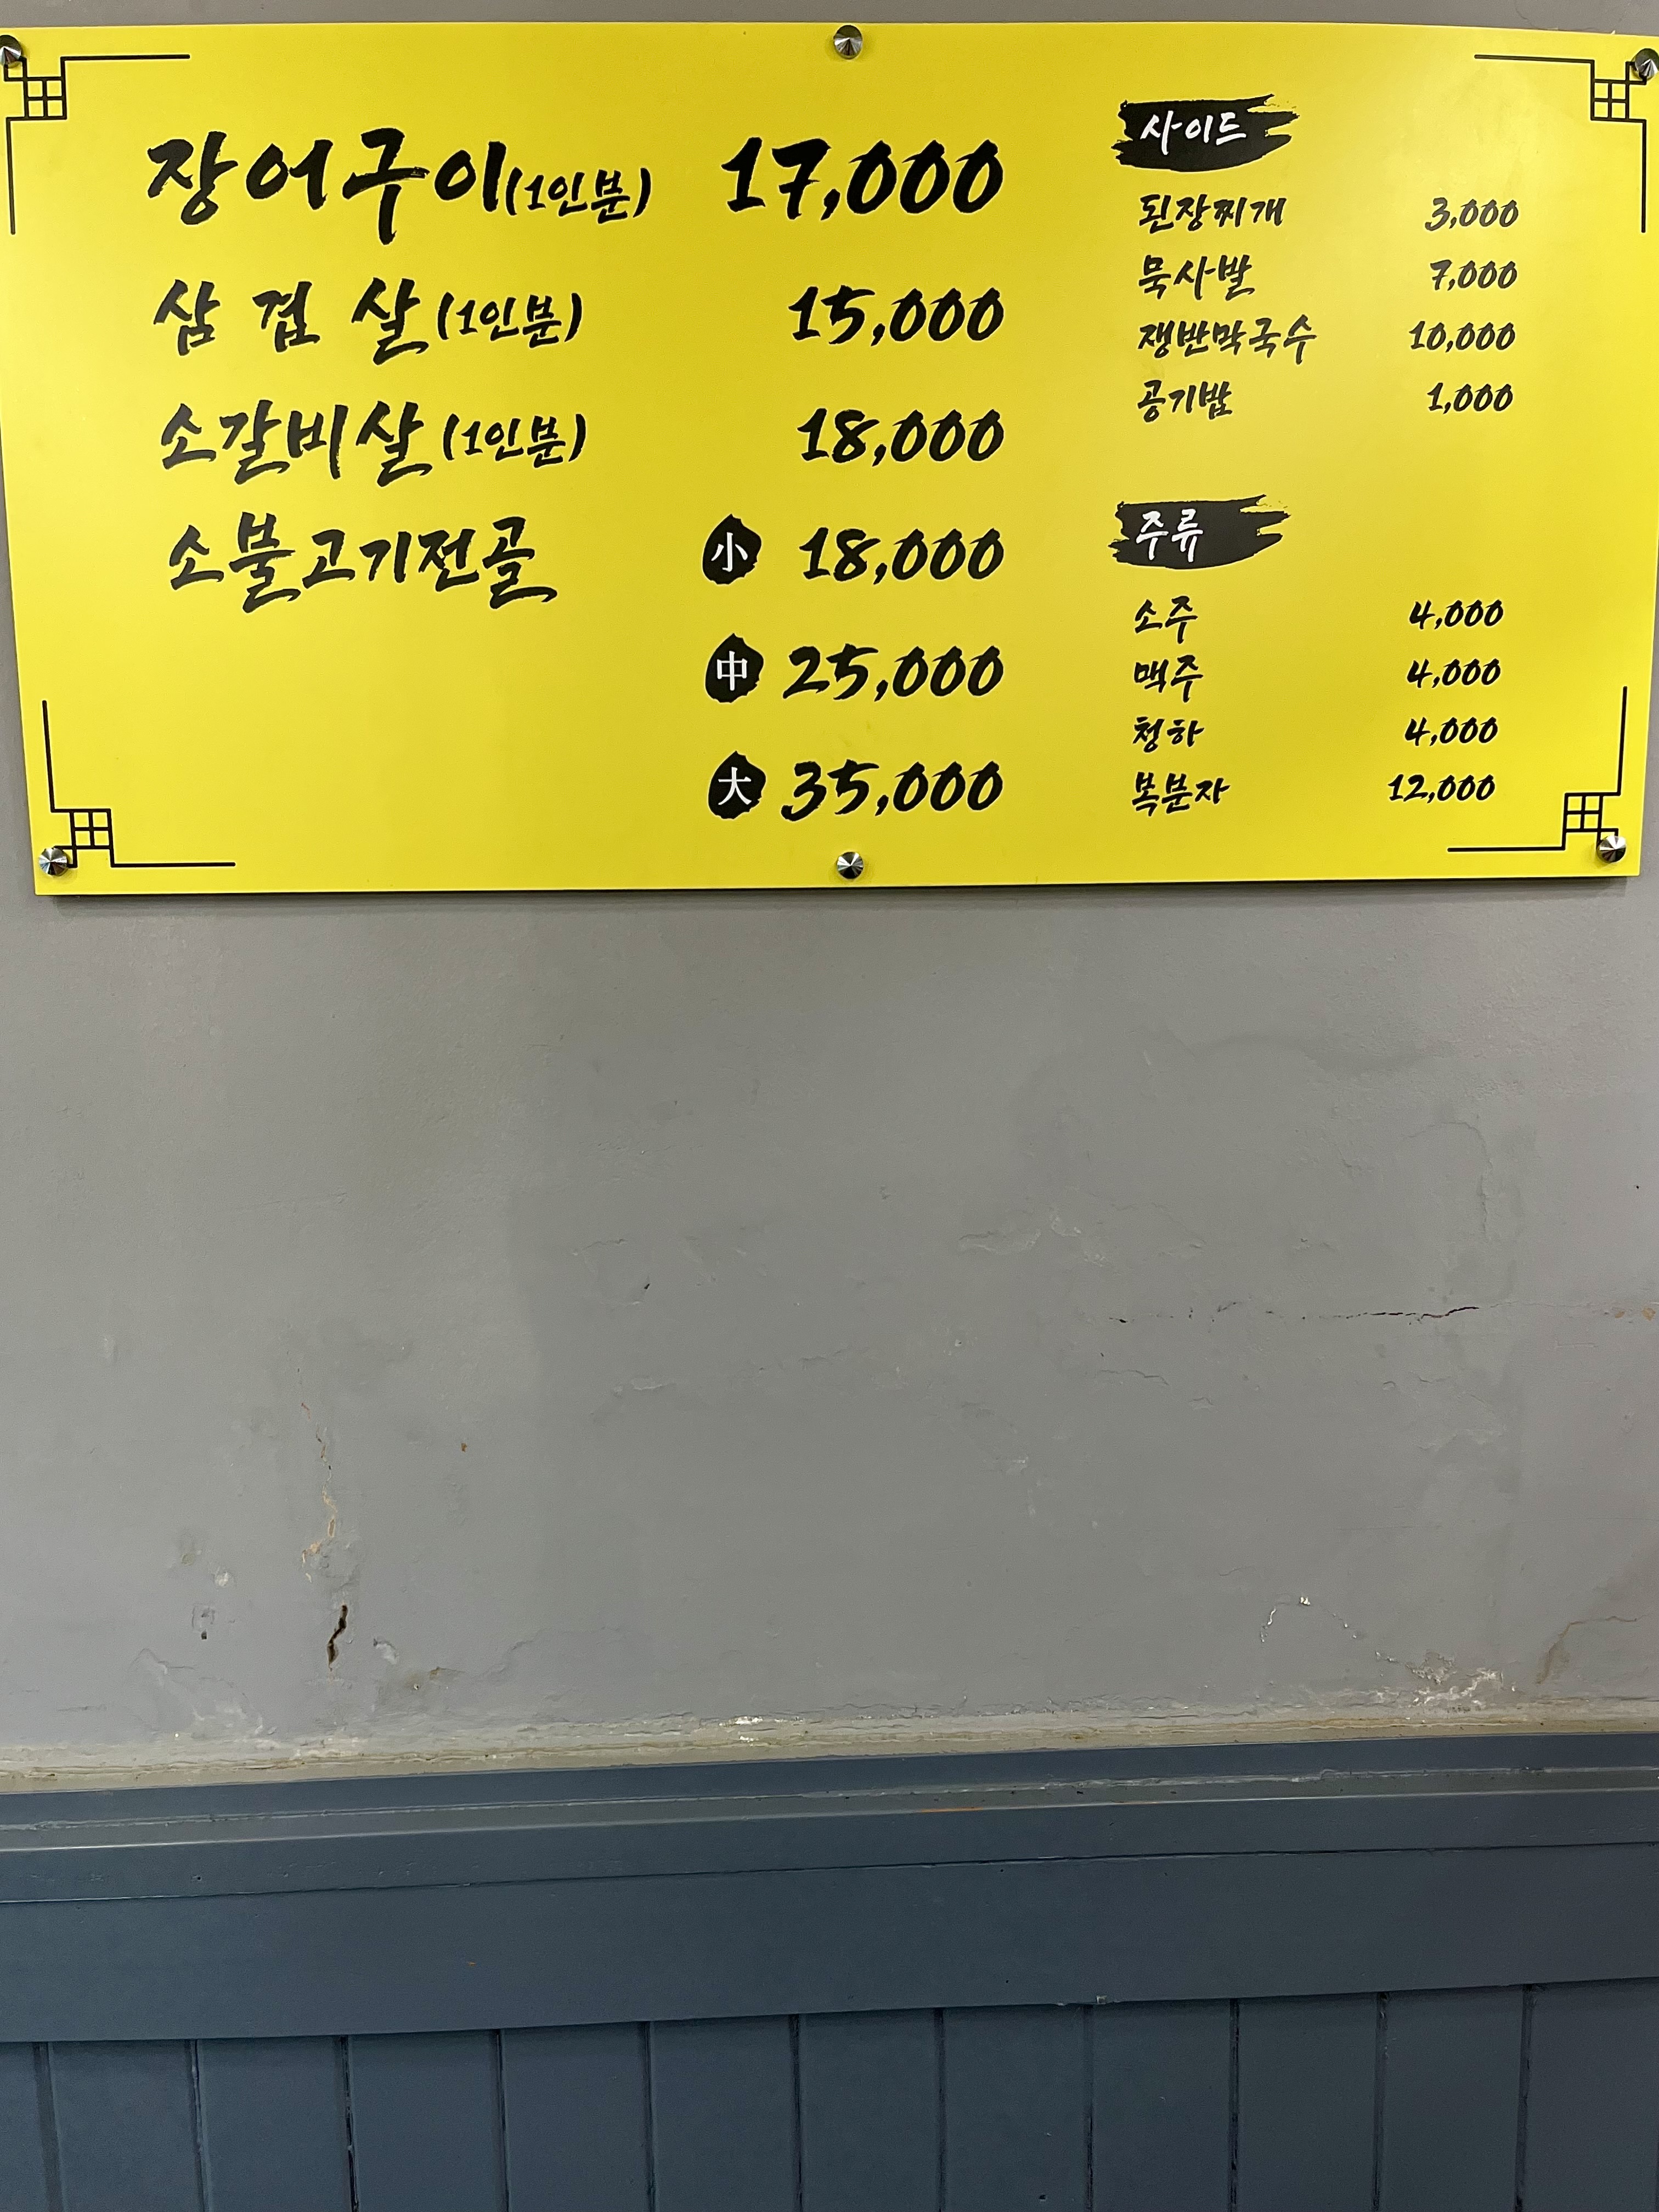 장어구이(1인분) 17,000
삼겹살(1인분) 15,000
소갈비살(1인분) 18,000
소불고기전골 小 18,000
中 25,000
大 35,000
사이드
된장찌개 3,000
묵사발 7,000
쟁반막국수 10,000
공기밥 1,000
주류
소주 4,000
맥주 4,000
청하 4,000
복분자 12,000